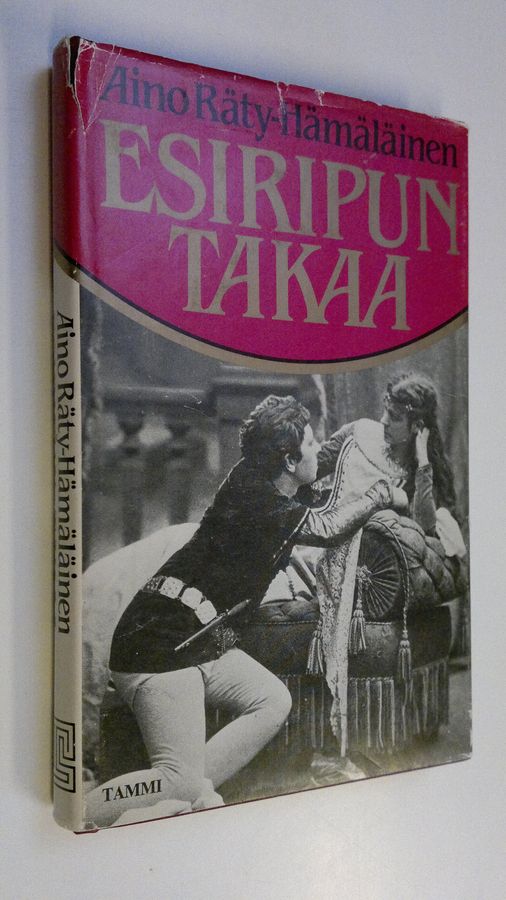 Aino Räty-Hämäläinen
ESIRIPUN
TAKAA
TAMMI
Aino Räty-Hämäläinen